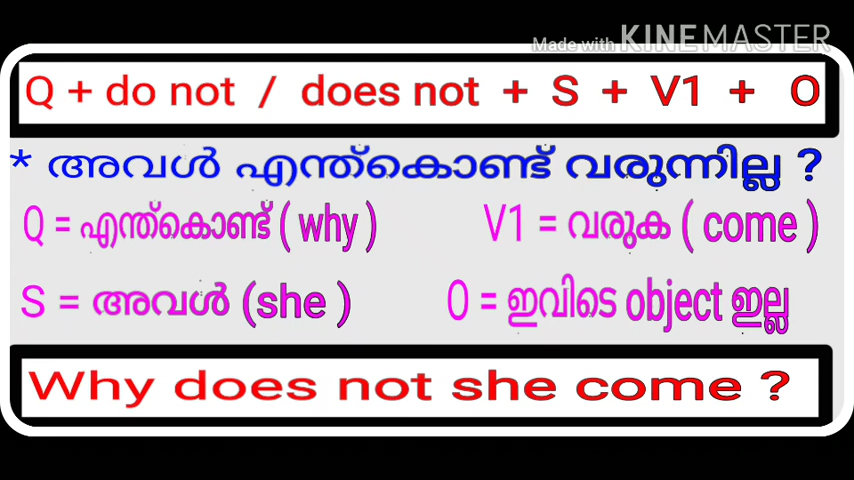 Made with KINEMASTER
Q + do not / does not + S + V1 + O
* അവൾ എന്ത്കൊണ്ട് വരുന്നില്ല ?
Q = എന്ത്കൊണ്ട് ( why ) V1 = വരുക ( come )
S = അവൾ (she ) O = ഇവിടെ object ഇല്ല
Why does not she come ?